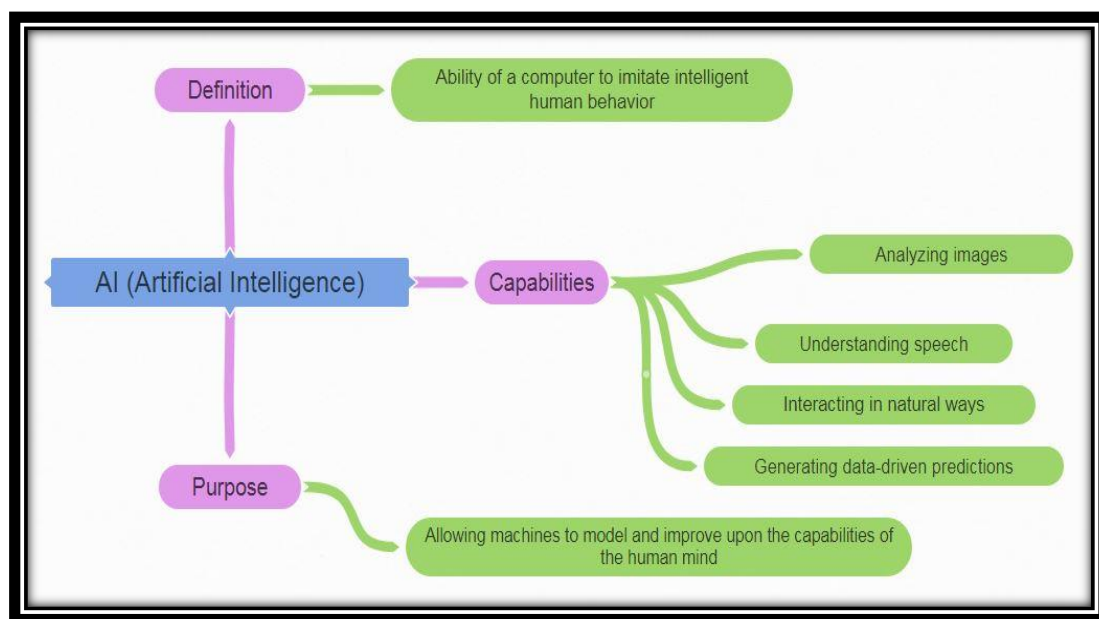 Definition
Ability of a computer to imitate intelligent
human behavior
AI (Artificial Intelligence)
Capabilities
Analyzing images
Understanding speech
Interacting in natural ways
Generating data-driven predictions
Purpose
Allowing machines to model and improve upon the capabilities of
the human mind